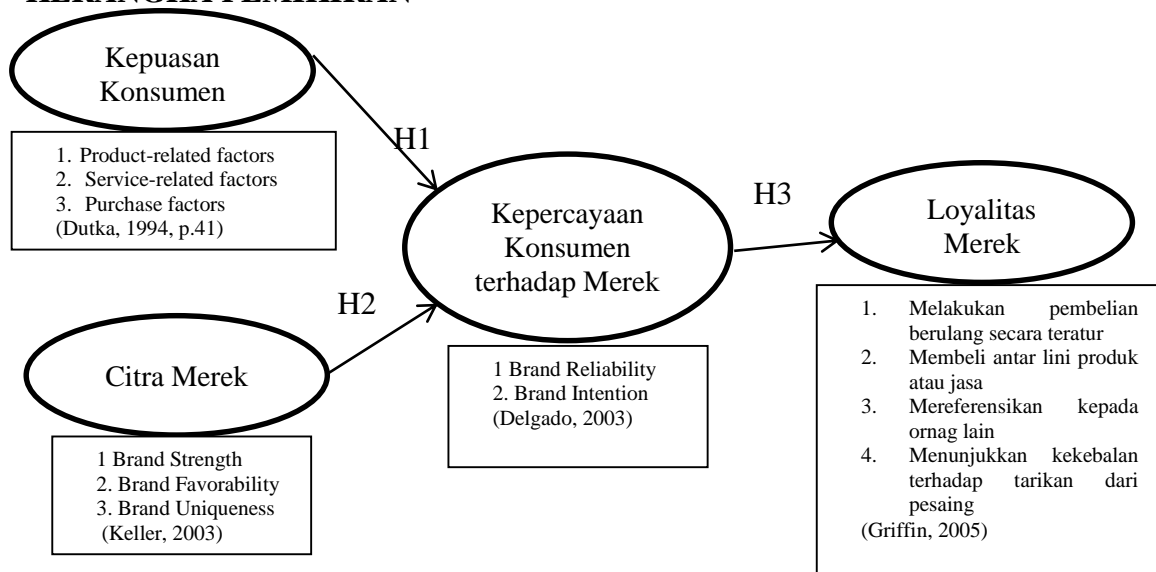 KERANGKA PEMIKIRAN
Kepuasan
Konsumen
1. Product-related factors
2. Service-related factors
3. Purchase factors
(Dutka, 1994, p.41)
H1
H2
Citra Merek
1 Brand Strength
2. Brand Favorability
3. Brand Uniqueness
(Keller, 2003)
Kepercayaan
Konsumen
terhadap Merek
1 Brand Reliability
2. Brand Intention
(Delgado, 2003)
H3
Loyalitas
Merek
1. Melakukan pembelian
berulang secara teratur
2. Membeli antar lini produk
atau jasa
3. Mereferensikan kepada
ornag lain
4. Menunjukkan kekebalan
terhadap tarikan dari
pesaing
(Griffin, 2005)